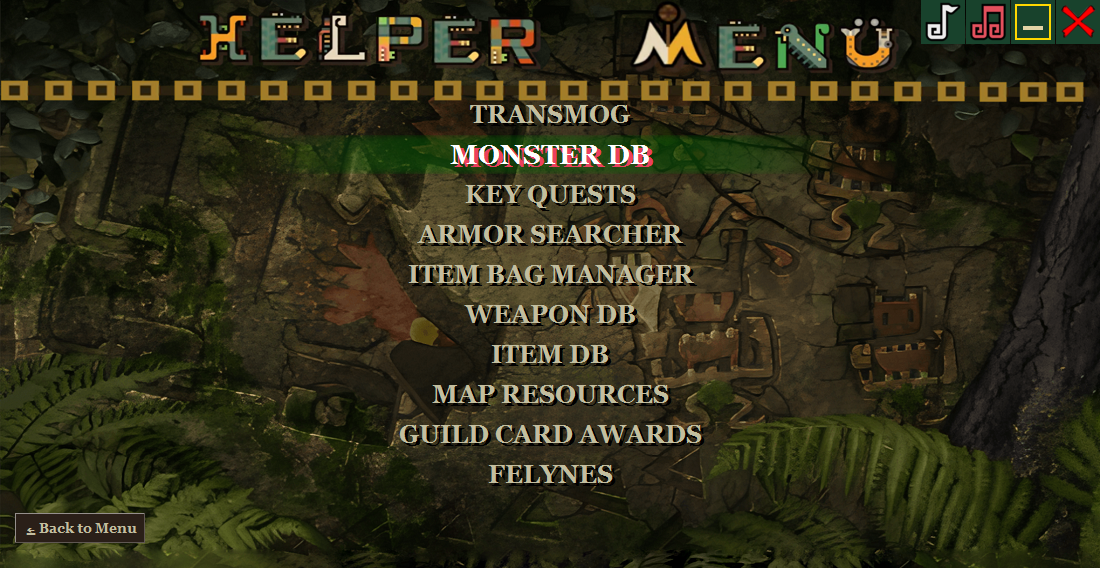 HELPER MENU
TRANSMOG
MONSTER DB
KEY QUESTS
ARMOR SEARCHER
ITEM BAG MANAGER
WEAPON DB
ITEM DB
MAP RESOURCES
GUILD CARD AWARDS
FELYNES
← Back to Menu